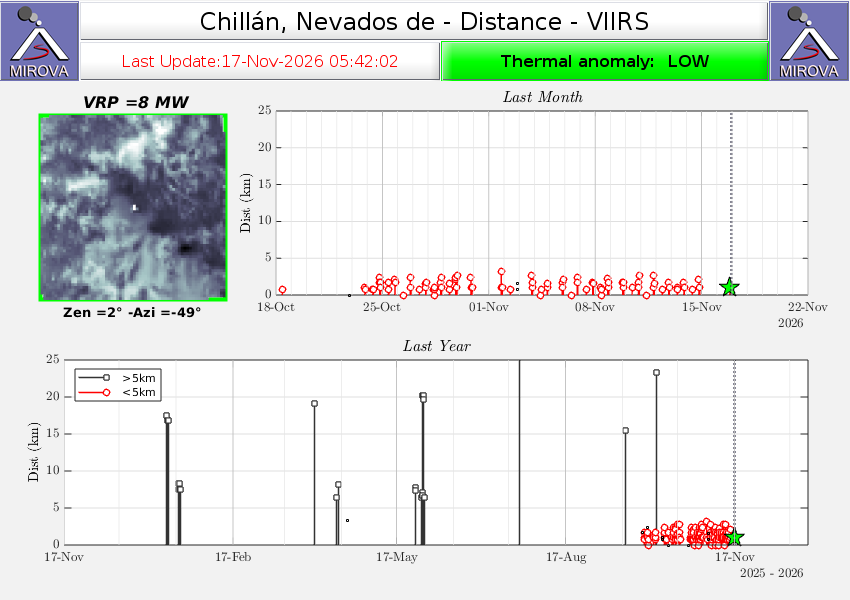 Chillán, Nevados de - Distance - VIIRS
MIROVA
Last Update:17-Nov-2026 05:42:02
Thermal anomaly: LOW
MIROVA
VRP =8 MW
Zen =2° -Azi =-49°
Last Month
Dist (km)
25
20
15
10
5
0
18-Oct 25-Oct 01-Nov 08-Nov 15-Nov 22-Nov
2026
Last Year
Dist (km)
25
20
15
10
5
0
>5km
<5km
17-Nov 17-Feb 17-May 17-Aug 17-Nov
2025 - 2026